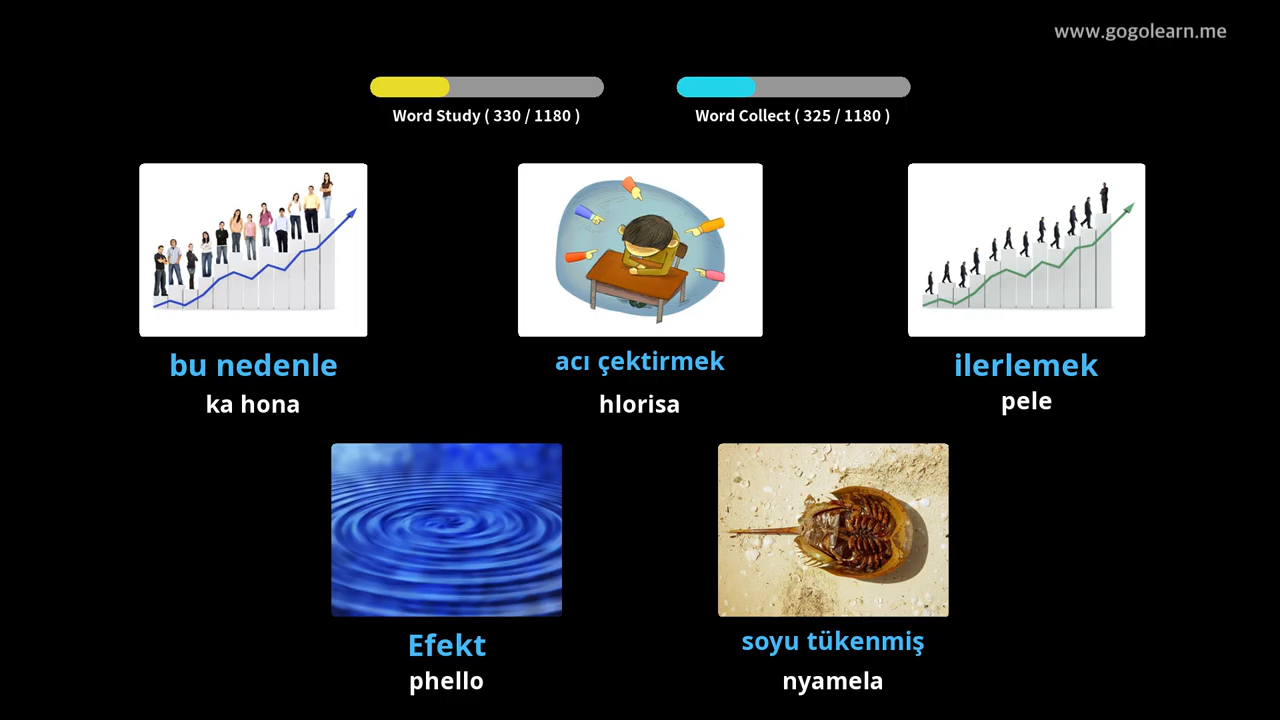 www.gogolearn.me
Word Study ( 330 / 1180 )
Word Collect ( 325 / 1180 )
bu nedenle
ka hona
acı çektirmek
hlorisa
ilerlemek
pele
Efekt
phello
soyu tükenmiş
nyamela